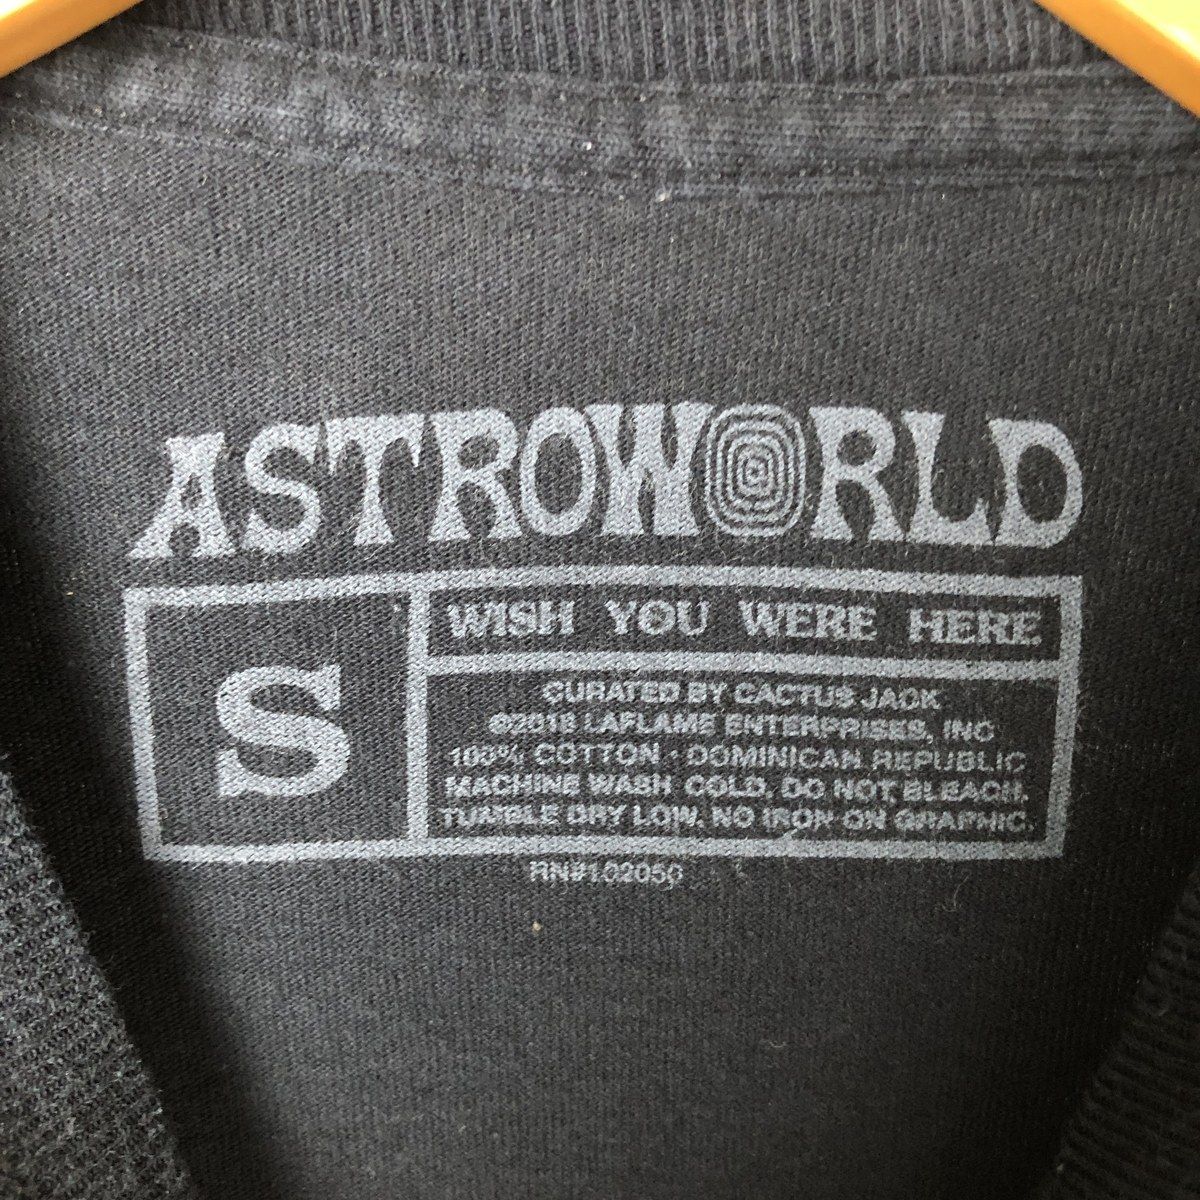 ASTROWORLD
S
WISH YOU WERE HERE
CURATED BY CACTUS JACK
©2018 LAFLAME ENTERPRISES, INC
100% COTTON · DOMINICAN REPUBLIC
MACHINE WASH COLD. DO NOT BLEACH.
TUMBLE DRY LOW. NO IRON ON GRAPHIC.
RN#102050